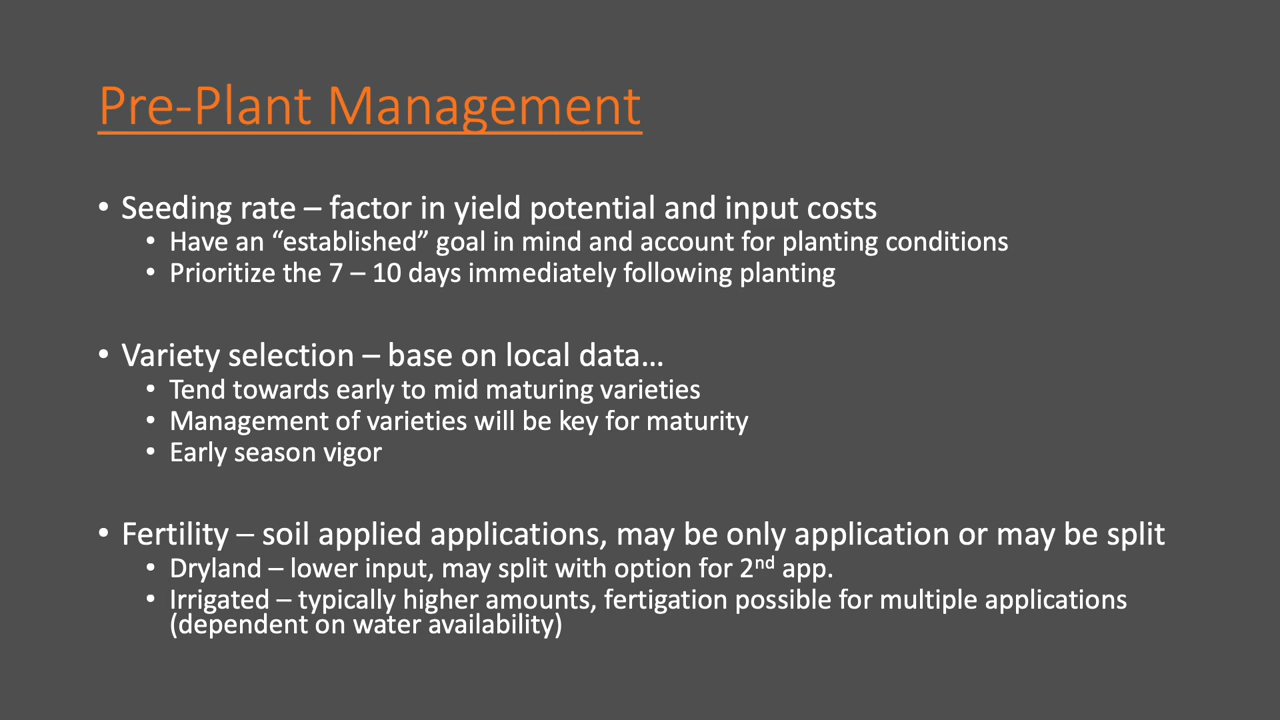 Pre-Plant Management
• Seeding rate – factor in yield potential and input costs
• Have an “established” goal in mind and account for planting conditions
• Prioritize the 7 – 10 days immediately following planting
• Variety selection – base on local data…
• Tend towards early to mid maturing varieties
• Management of varieties will be key for maturity
• Early season vigor
• Fertility – soil applied applications, may be only application or may be split
• Dryland – lower input, may split with option for 2nd app.
• Irrigated – typically higher amounts, fertigation possible for multiple applications
(dependent on water availability)